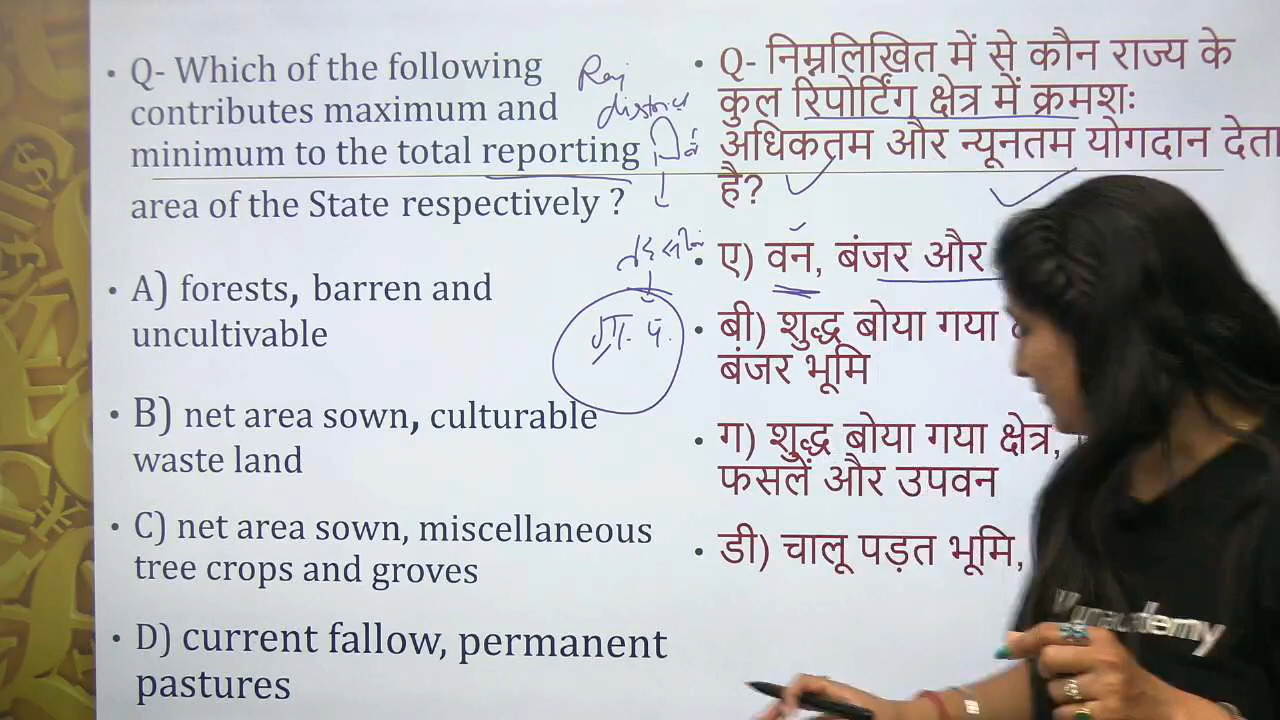 • Q- Which of the following
contributes maximum and
minimum to the total reporting
area of the State respectively ?
• A) forests, barren and
uncultivable
• B) net area sown, culturable
waste land
• C) net area sown, miscellaneous
tree crops and groves
• D) current fallow, permanent
pastures
Raj
district
• Q- निम्नलिखित में से कौन राज्य के
कुल रिपोर्टिंग क्षेत्र में क्रमशः
अधिकतम और न्यूनतम योगदान देता
है?
• ए) वन, बंजर और
• बी) शुद्ध बोया गया
बंजर भूमि
• ग) शुद्ध बोया गया क्षेत्र,
फसलें और उपवन
• डी) चालू पड़त भूमि,